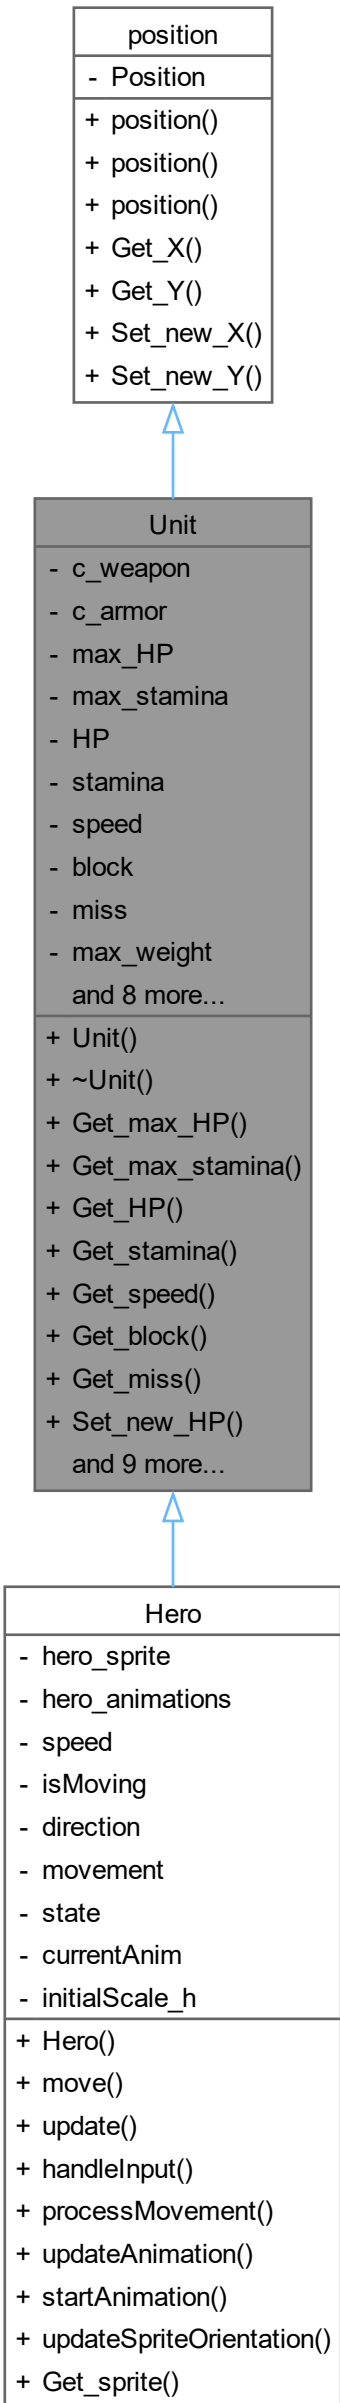 position
- Position
+ position()
+ position()
+ position()
+ Get_X()
+ Get_Y()
+ Set_new_X()
+ Set_new_Y()
Unit
- c_weapon
- c_armor
- max_HP
- max_stamina
- HP
- stamina
- speed
- block
- miss
- max_weight
and 8 more...
+ Unit()
+ ~Unit()
+ Get_max_HP()
+ Get_max_stamina()
+ Get_HP()
+ Get_stamina()
+ Get_speed()
+ Get_block()
+ Get_miss()
+ Set_new_HP()
and 9 more...
Hero
- hero_sprite
- hero_animations
- speed
- isMoving
- direction
- movement
- state
- currentAnim
- initialScale_h
+ Hero()
+ move()
+ update()
+ handleInput()
+ processMovement()
+ updateAnimation()
+ startAnimation()
+ updateSpriteOrientation()
+ Get_sprite()